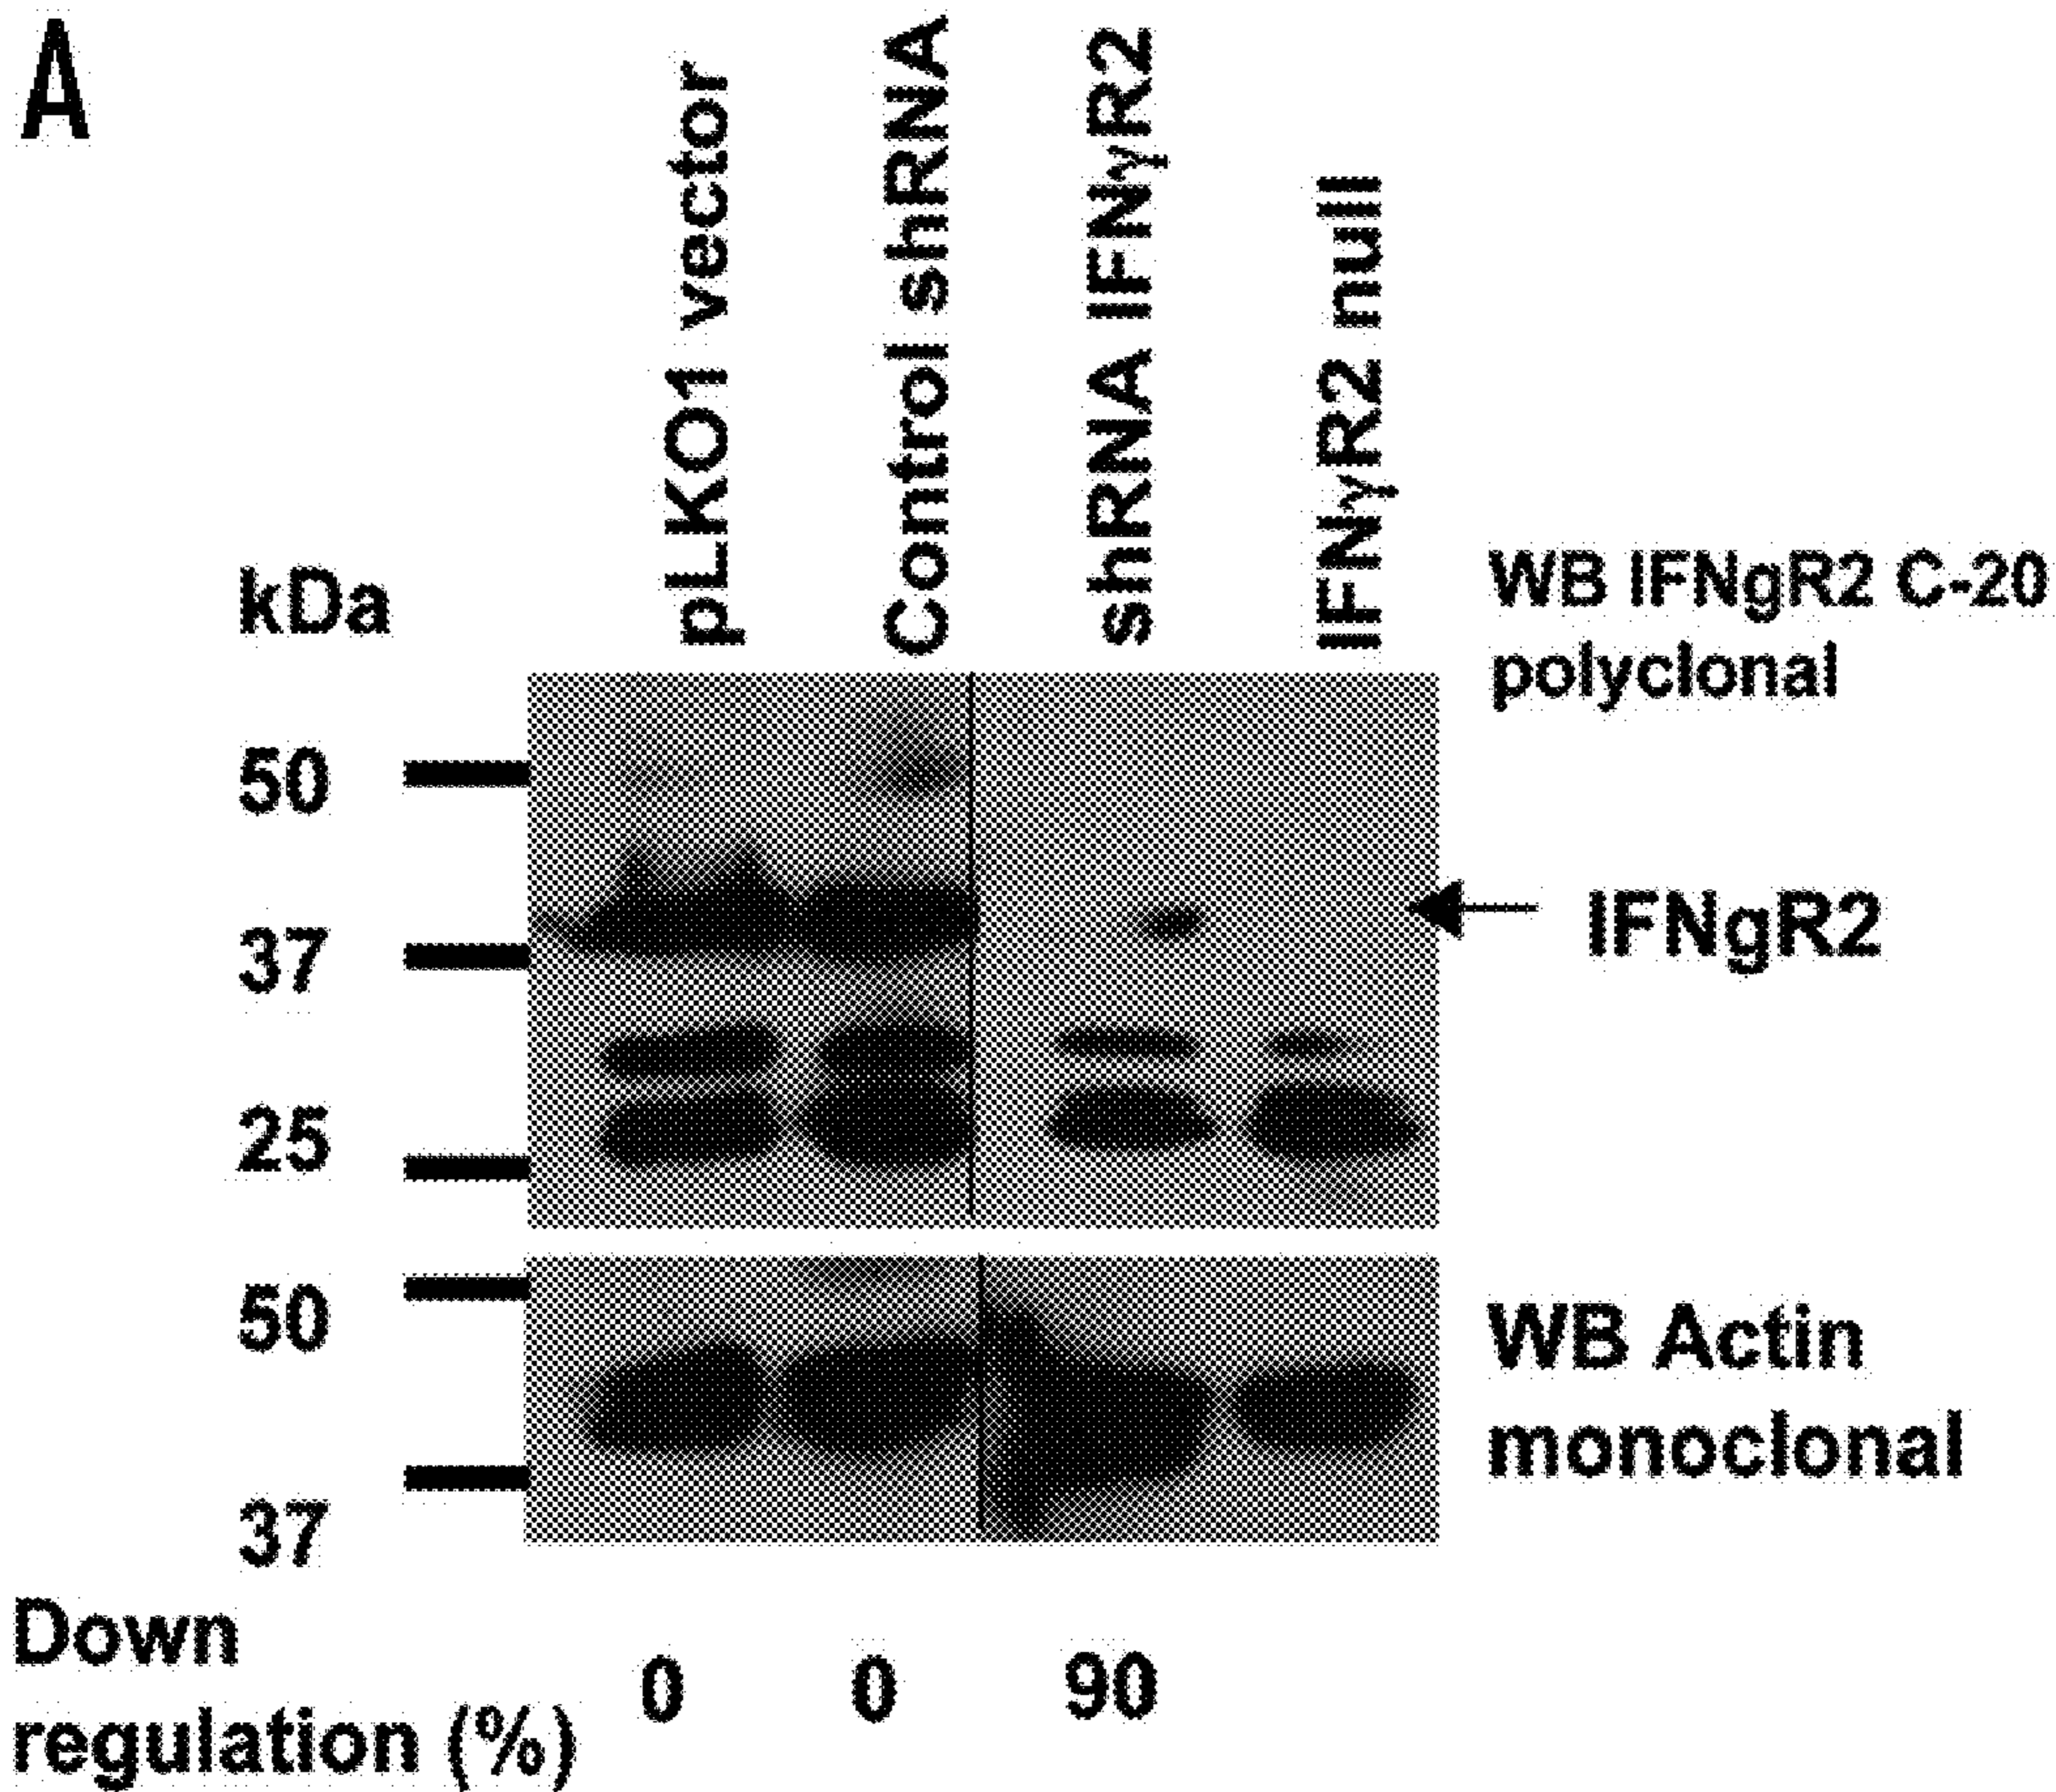 A
pLKO1 vector
Control shRNA
shRNA IFNγR2
IFNγR2 null
kDa
WB IFNgR2 C-20
polyclonal
50
37
25
IFNgR2
50
37
WB Actin
monoclonal
Down
regulation (%)
0 0 90